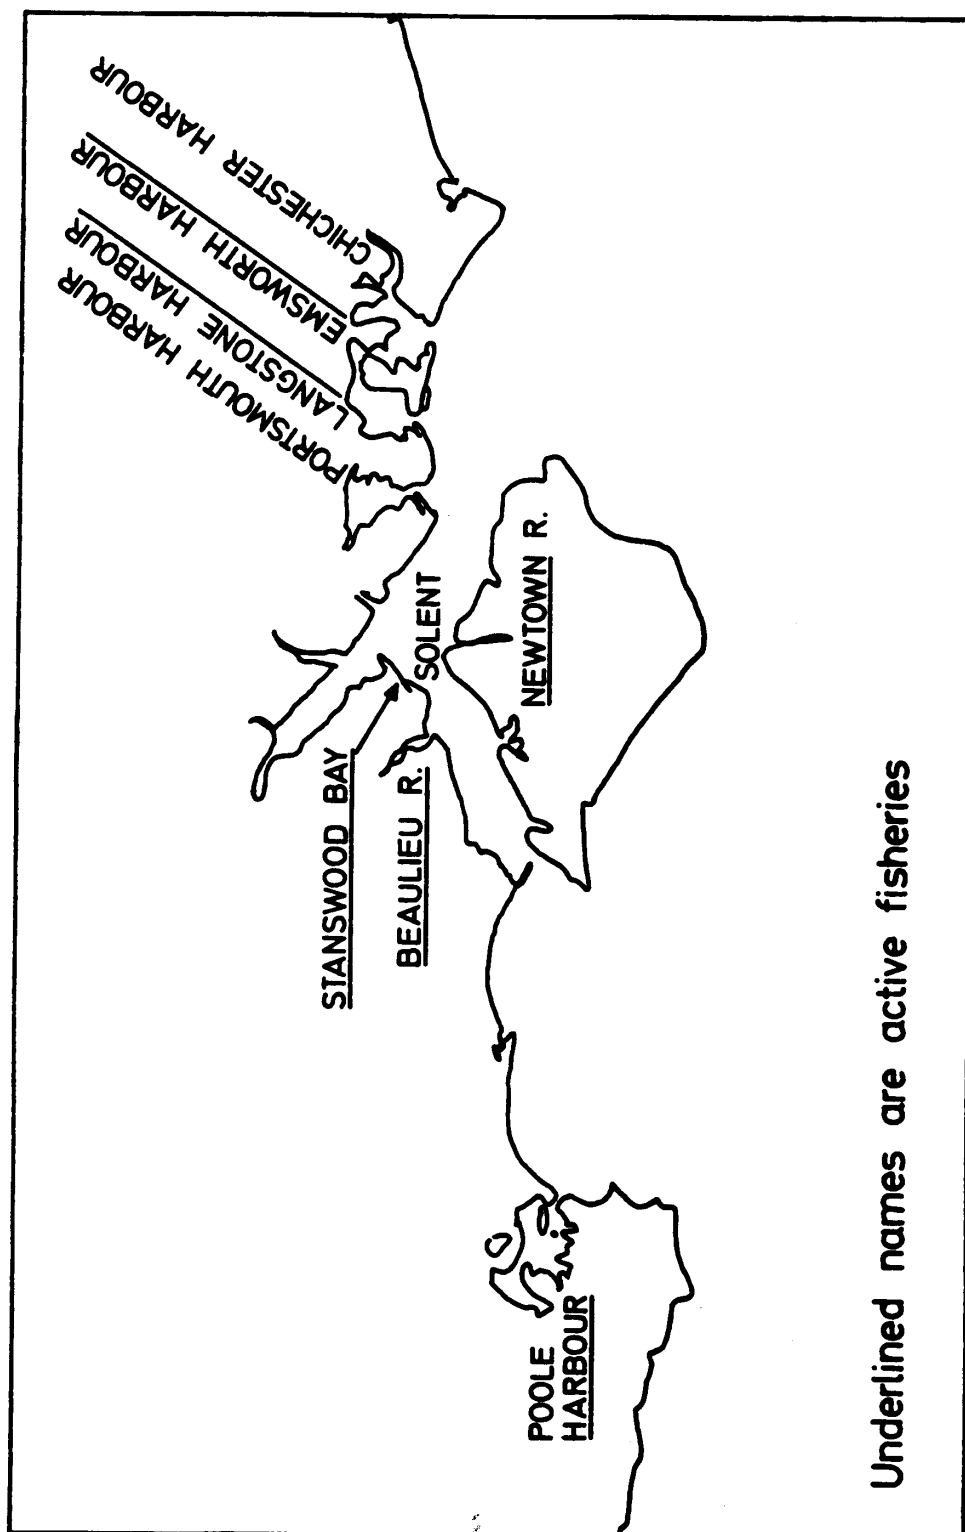 PORTSMOUTH HARBOUR
LANGSTONE HARBOUR
EMSWORTH HARBOUR
CHICHESTER HARBOUR
STANSWOOD BAY
BEAULIEU R.
SOLENT
NEWTOWN R.
POOLE
HARBOUR
Underlined names are active fisheries